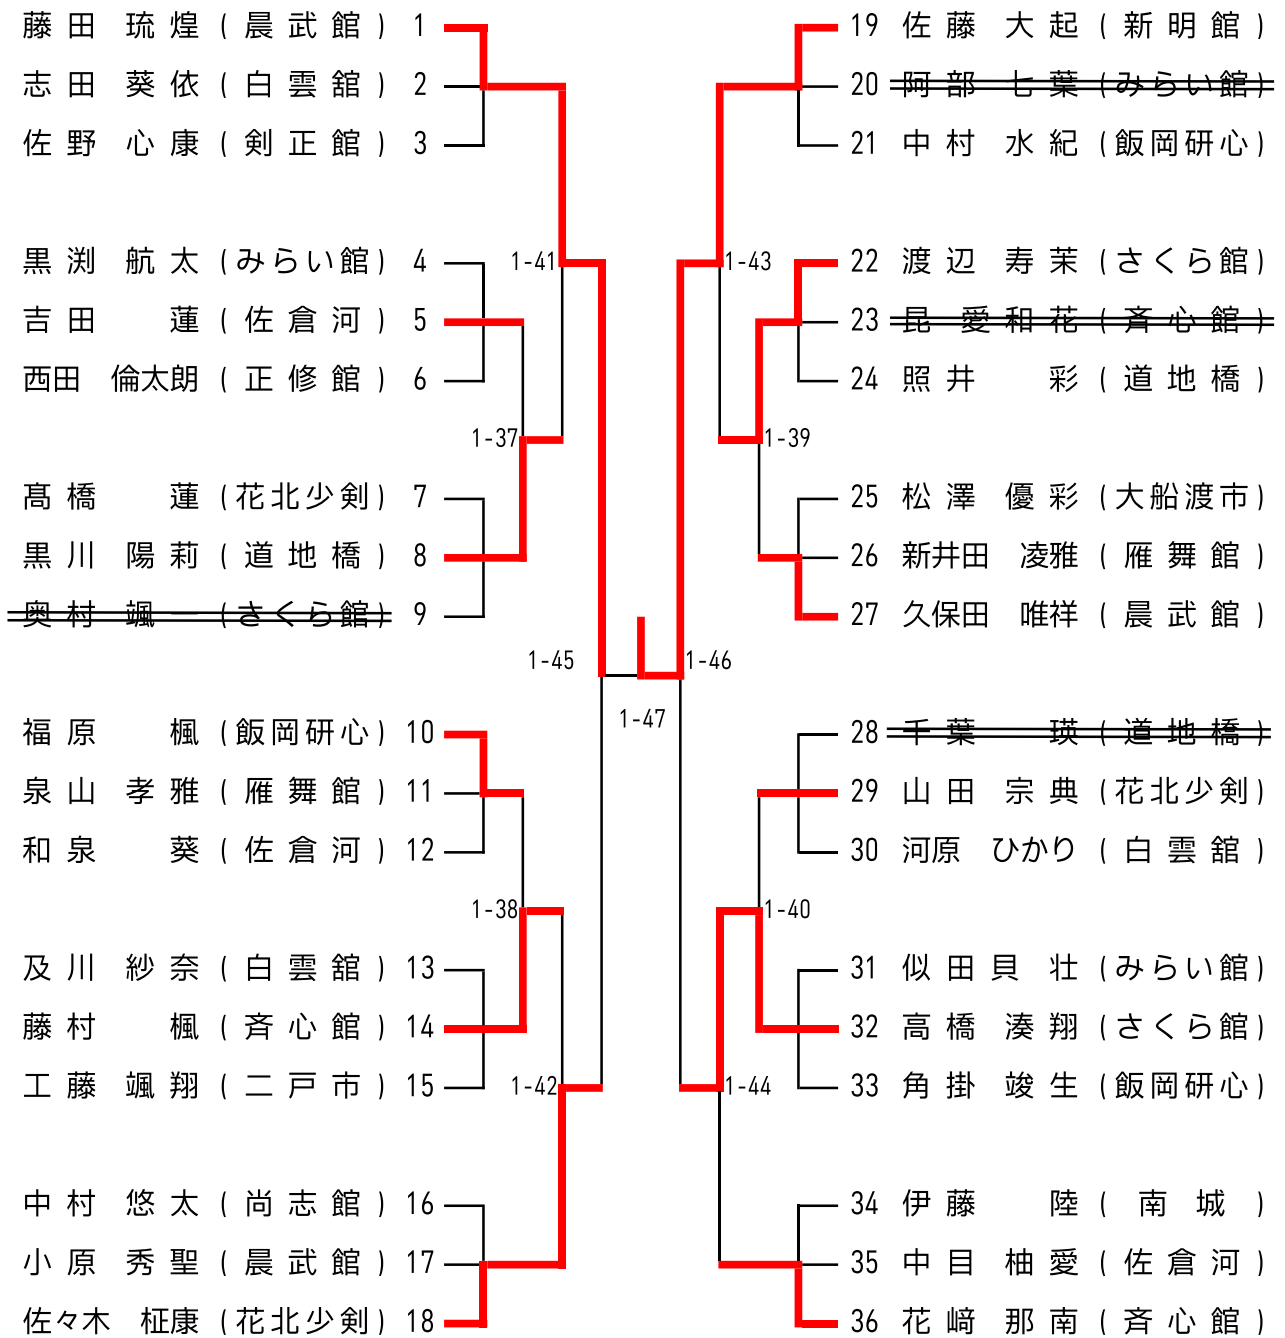 藤田 琉煌 (晨武館) 1
志田 葵依 (白雲舘) 2
佐野 心康 (剣正館) 3
黒渕 航太 (みらい館) 4
吉田 蓮 (佐倉河) 5
西田 倫太朗 (正修館) 6
髙橋 蓮 (花北少剣) 7
黒川 陽莉 (道地橋) 8
奥村 颯一 (さくら館) 9
福原 楓 (飯岡研心) 10
泉山 孝雅 (雁舞館) 11
和泉 葵 (佐倉河) 12
及川 紗奈 (白雲舘) 13
藤村 楓 (斉心館) 14
工藤 颯翔 (二戸市) 15
中村 悠太 (尚志館) 16
小原 秀聖 (晨武館) 17
佐々木 柾康 (花北少剣) 18
1-41
1-37
1-45
1-38
1-42
1-47
1-43
1-39
1-46
1-40
1-44
19 佐藤 大起 (新明館)
20 阿部 七葉 (みらい館)
21 中村 水紀 (飯岡研心)
22 渡辺 寿茉 (さくら館)
23 昆 愛和花 (斉心館)
24 照井 彩 (道地橋)
25 松澤 優彩 (大船渡市)
26 新井田 凌雅 (雁舞館)
27 久保田 唯祥 (晨武館)
28 千葉 瑛 (道地橋)
29 山田 宗典 (花北少剣)
30 河原 ひかり (白雲舘)
31 似田貝 壮 (みらい館)
32 高橋 湊翔 (さくら館)
33 角掛 竣生 (飯岡研心)
34 伊藤 陸 (南城)
35 中目 柚愛 (佐倉河)
36 花﨑 那南 (斉心館)